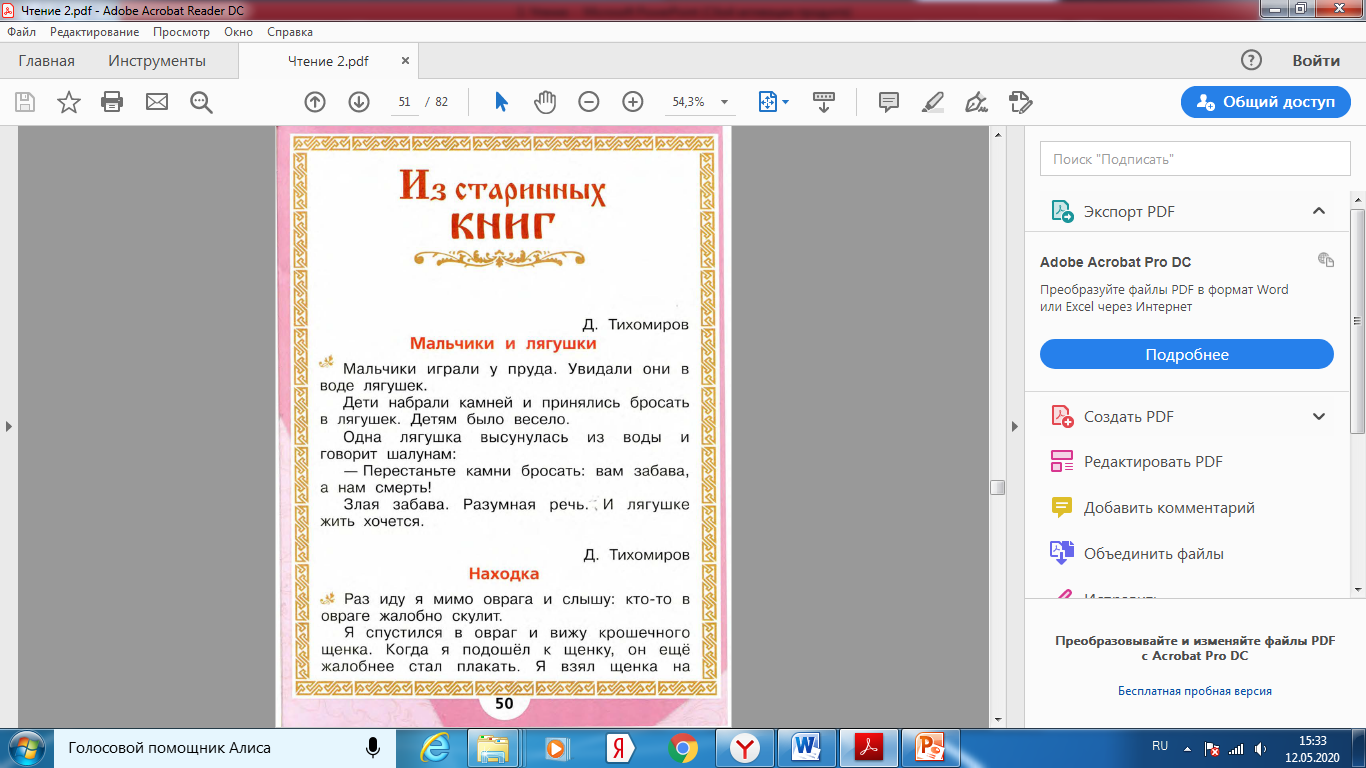 Чтение 2.pdf - Adobe Acrobat Reader DC
Файл Редактирование Просмотр Окно Справка
Главная Инструменты Чтение 2.pdf × Войти
51 / 82 54,3% Общий доступ
Из старинных
книг
Д. Тихомиров
Мальчики и лягушки
Мальчики играли у пруда. Увидали они в
воде лягушек.
Дети набрали камней и принялись бросать
в лягушек. Детям было весело.
Одна лягушка высунулась из воды и
говорит шалунам:
— Перестаньте камни бросать: вам забава,
а нам смерть!
Злая забава. Разумная речь. И лягушке
жить хочется.
Д. Тихомиров
Находка
Раз иду я мимо оврага и слышу: кто-то в
овраге жалобно скулит.
Я спустился в овраг и вижу крошечного
щенка. Когда я подошёл к щенку, он ещё
жалобнее стал плакать. Я взял щенка на
50
Поиск "Подписать"
Экспорт PDF
Adobe Acrobat Pro DC
Преобразуйте файлы PDF в формат Word
или Excel через Интернет
Подробнее
Создать PDF
Редактировать PDF
Добавить комментарий
Объединить файлы
Преобразовывайте и изменяйте файлы PDF
с Acrobat Pro DC
Бесплатная пробная версия
Голосовой помощник Алиса
RU
15:33
12.05.2020